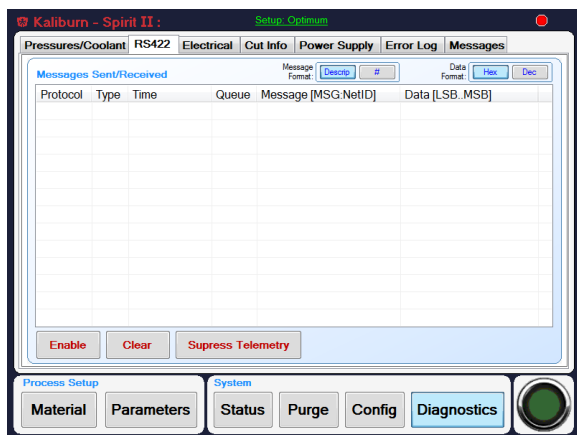 Kaliburn - Spirit II :
Setup: Optimum
Pressures/Coolant RS422 Electrical Cut Info Power Supply Error Log Messages
Messages Sent/Received
Message Format: Descrip #
Data Format: Hex Dec
Protocol Type Time Queue Message [MSG:NetID] Data [LSB..MSB]
Enable Clear Supress Telemetry
Process Setup
System
Material Parameters Status Purge Config Diagnostics